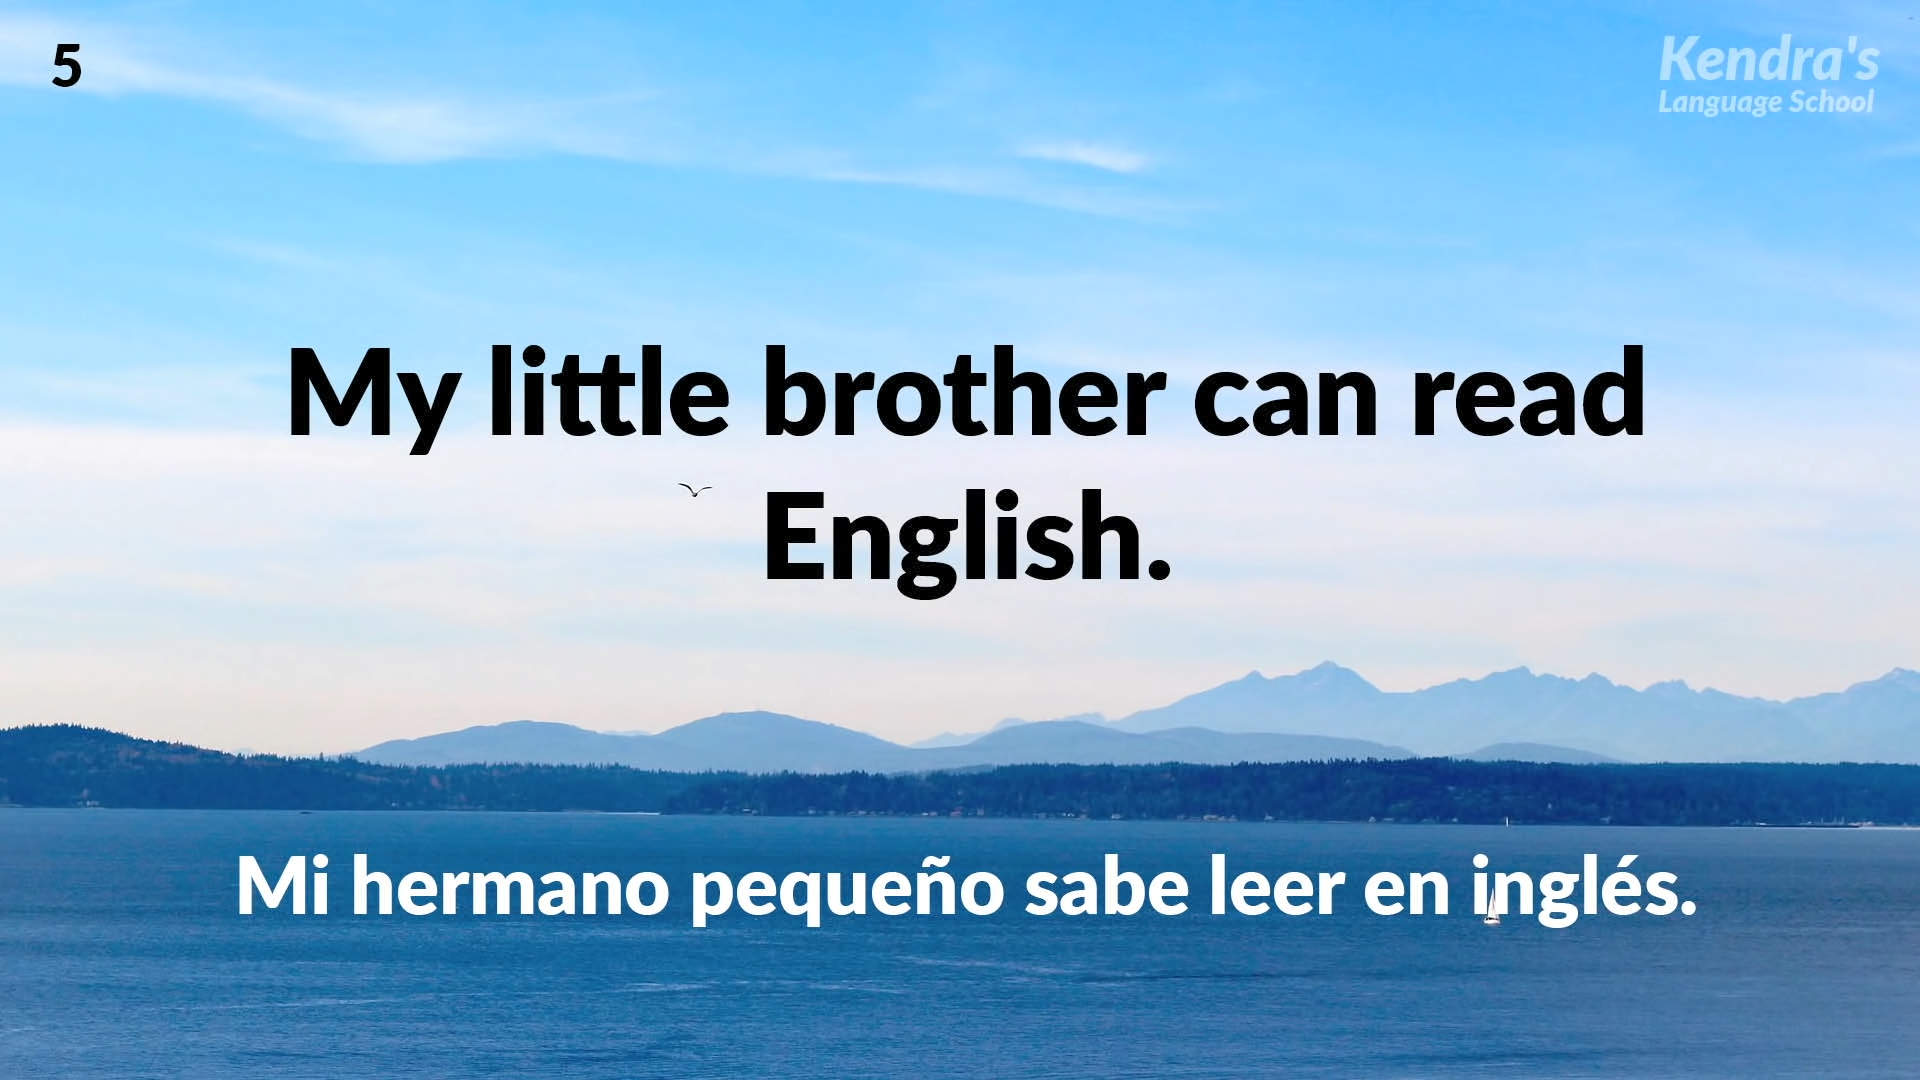 5
Kendra's
Language School
My little brother can read
English.
Mi hermano pequeño sabe leer en inglés.